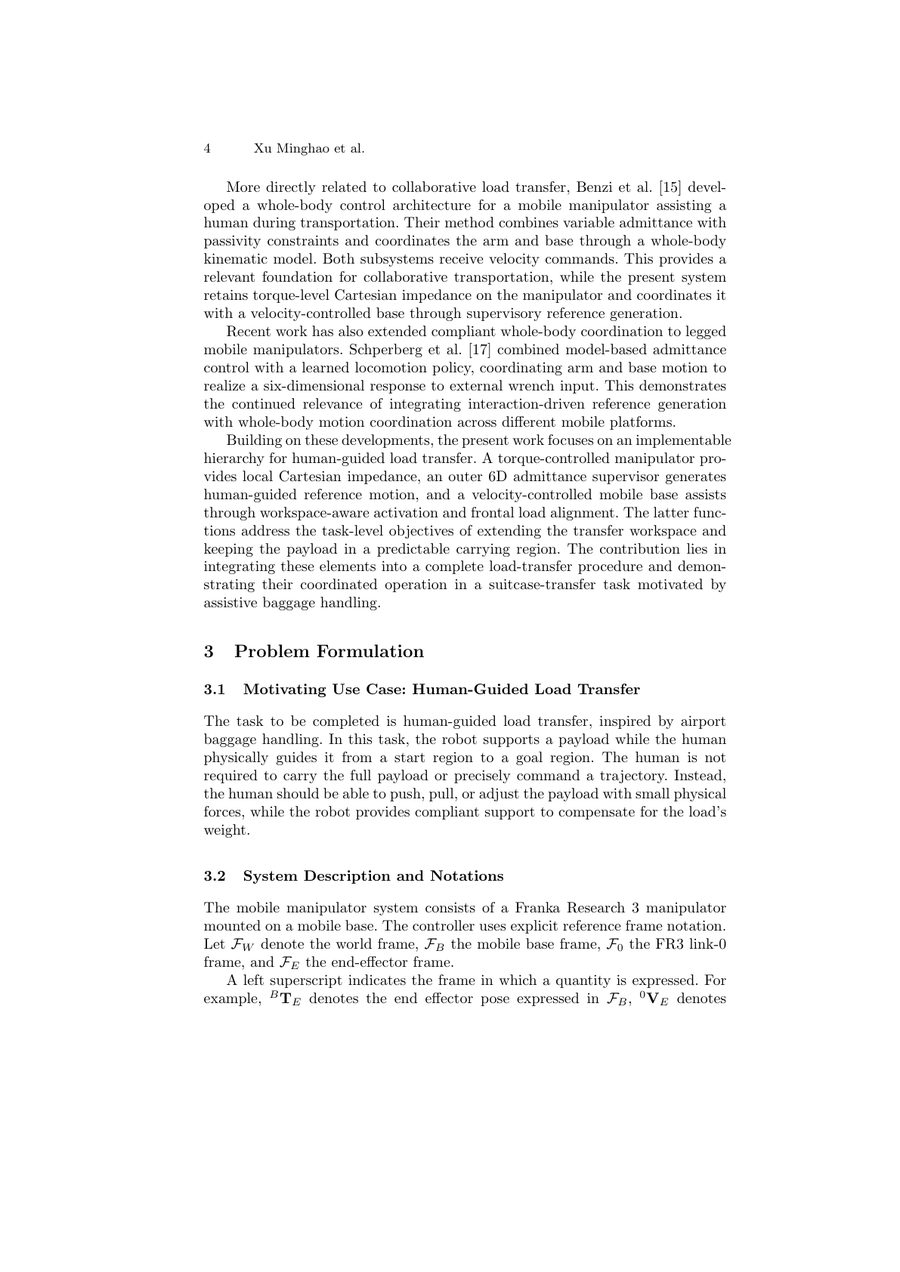 4 Xu Minghao et al.
More directly related to collaborative load transfer, Benzi et al. [15] devel-
oped a whole-body control architecture for a mobile manipulator assisting a
human during transportation. Their method combines variable admittance with
passivity constraints and coordinates the arm and base through a whole-body
kinematic model. Both subsystems receive velocity commands. This provides a
relevant foundation for collaborative transportation, while the present system
retains torque-level Cartesian impedance on the manipulator and coordinates it
with a velocity-controlled base through supervisory reference generation.
Recent work has also extended compliant whole-body coordination to legged
mobile manipulators. Schperberg et al. [17] combined model-based admittance
control with a learned locomotion policy, coordinating arm and base motion to
realize a six-dimensional response to external wrench input. This demonstrates
the continued relevance of integrating interaction-driven reference generation
with whole-body motion coordination across different mobile platforms.
Building on these developments, the present work focuses on an implementable
hierarchy for human-guided load transfer. A torque-controlled manipulator pro-
vides local Cartesian impedance, an outer 6D admittance supervisor generates
human-guided reference motion, and a velocity-controlled mobile base assists
through workspace-aware activation and frontal load alignment. The latter func-
tions address the task-level objectives of extending the transfer workspace and
keeping the payload in a predictable carrying region. The contribution lies in
integrating these elements into a complete load-transfer procedure and demon-
strating their coordinated operation in a suitcase-transfer task motivated by
assistive baggage handling.
3 Problem Formulation
3.1 Motivating Use Case: Human-Guided Load Transfer
The task to be completed is human-guided load transfer, inspired by airport
baggage handling. In this task, the robot supports a payload while the human
physically guides it from a start region to a goal region. The human is not
required to carry the full payload or precisely command a trajectory. Instead,
the human should be able to push, pull, or adjust the payload with small physical
forces, while the robot provides compliant support to compensate for the load's
weight.
3.2 System Description and Notations
The mobile manipulator system consists of a Franka Research 3 manipulator
mounted on a mobile base. The controller uses explicit reference frame notation.
Let $\mathcal{F}_W$ denote the world frame, $\mathcal{F}_B$ the mobile base frame, $\mathcal{F}_0$ the FR3 link-0
frame, and $\mathcal{F}_E$ the end-effector frame.
A left superscript indicates the frame in which a quantity is expressed. For
example, ${}^{B}\mathbf{T}_E$ denotes the end effector pose expressed in $\mathcal{F}_B$, ${}^{0}\mathbf{V}_E$ denotes